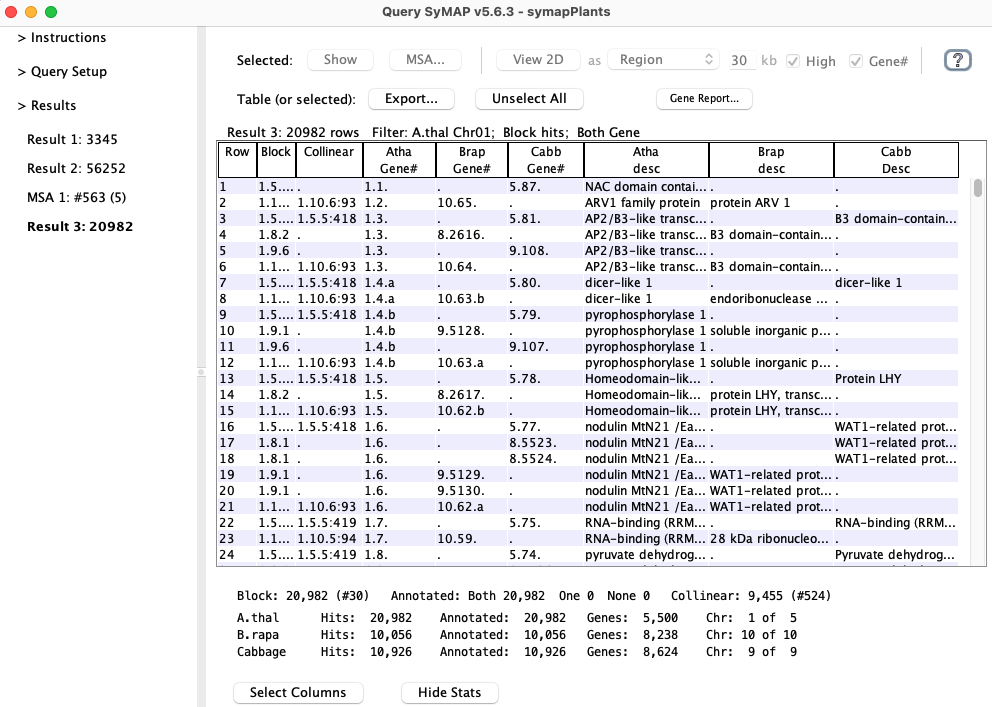 Query SyMAP v5.6.3 - symapPlants
> Instructions
> Query Setup
> Results
Result 1: 3345
Result 2: 56252
MSA 1: #563 (5)
Result 3: 20982
Selected: Show MSA... View 2D as Region 30 kb High Gene# ?
Table (or selected): Export... Unselect All Gene Report...
Result 3: 20982 rows Filter: A.thal Chr01; Block hits; Both Gene
Row Block Collinear Atha Brap Cabb Atha Brap Cabb
Gene# Gene# Gene# desc desc Desc
1 1.5.... . 1.1. . 5.87. NAC domain contai... . .
2 1.1... 1.10.6:93 1.2. 10.65. . ARV1 family protein protein ARV 1 .
3 1.5.... 1.5.5:418 1.3. . 5.81. AP2/B3-like transc... . B3 domain-contain...
4 1.8.2 . 1.3. 8.2616. . AP2/B3-like transc... B3 domain-contain... .
5 1.9.6 . 1.3. . 9.108. AP2/B3-like transc... . .
6 1.1... 1.10.6:93 1.3. 10.64. . AP2/B3-like transc... B3 domain-contain... .
7 1.5.... 1.5.5:418 1.4.a . 5.80. dicer-like 1 . dicer-like 1
8 1.1... 1.10.6:93 1.4.a 10.63.b . dicer-like 1 endoribonuclease ... .
9 1.5.... 1.5.5:418 1.4.b . 5.79. pyrophosphorylase 1 . .
10 1.9.1 . 1.4.b 9.5128. . pyrophosphorylase 1 soluble inorganic p... .
11 1.9.6 . 1.4.b . 9.107. pyrophosphorylase 1 . .
12 1.1... 1.10.6:93 1.4.b 10.63.a . pyrophosphorylase 1 soluble inorganic p... .
13 1.5.... 1.5.5:418 1.5. . 5.78. Homeodomain-lik... . Protein LHY
14 1.8.2 . 1.5. 8.2617. . Homeodomain-lik... protein LHY, transc... .
15 1.1... 1.10.6:93 1.5. 10.62.b . Homeodomain-lik... protein LHY, transc... .
16 1.5.... 1.5.5:418 1.6. . 5.77. nodulin MtN21 /Ea... . WAT1-related prot...
17 1.8.1 . 1.6. . 8.5523. nodulin MtN21 /Ea... . WAT1-related prot...
18 1.8.1 . 1.6. . 8.5524. nodulin MtN21 /Ea... . WAT1-related prot...
19 1.9.1 . 1.6. 9.5129. . nodulin MtN21 /Ea... WAT1-related prot... .
20 1.9.1 . 1.6. 9.5130. . nodulin MtN21 /Ea... WAT1-related prot... .
21 1.1... 1.10.6:93 1.6. 10.62.a . nodulin MtN21 /Ea... WAT1-related prot... .
22 1.5.... 1.5.5:419 1.7. . 5.75. RNA-binding (RRM... . RNA-binding (RRM...
23 1.1... 1.10.5:94 1.7. 10.59. . RNA-binding (RRM... 28 kDa ribonucleo... .
24 1.5.... 1.5.5:419 1.8. . 5.74. pyruvate dehydrog... . Pyruvate dehydrog...
Block: 20,982 (#30) Annotated: Both 20,982 One 0 None 0 Collinear: 9,455 (#524)
A.thal Hits: 20,982 Annotated: 20,982 Genes: 5,500 Chr: 1 of 5
B.rapa Hits: 10,056 Annotated: 10,056 Genes: 8,238 Chr: 10 of 10
Cabbage Hits: 10,926 Annotated: 10,926 Genes: 8,624 Chr: 9 of 9
Select Columns Hide Stats